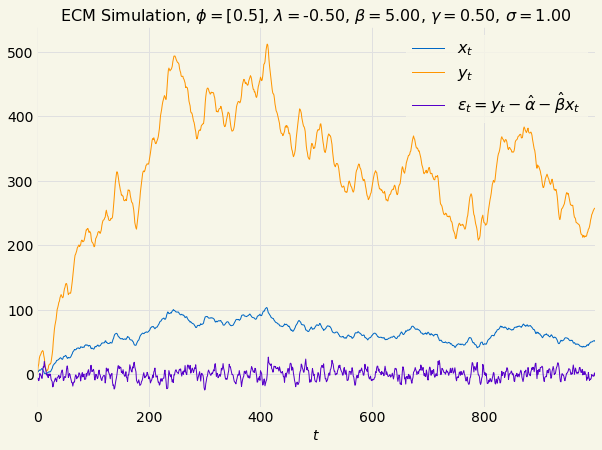 ECM Simulation, ϕ = [0.5], λ = -0.50, β = 5.00, γ = 0.50, σ = 1.00
500
400
300
200
100
0
x_t
y_t
ε_t = y_t − α̂ − β̂x_t
0 200 400 600 800
t